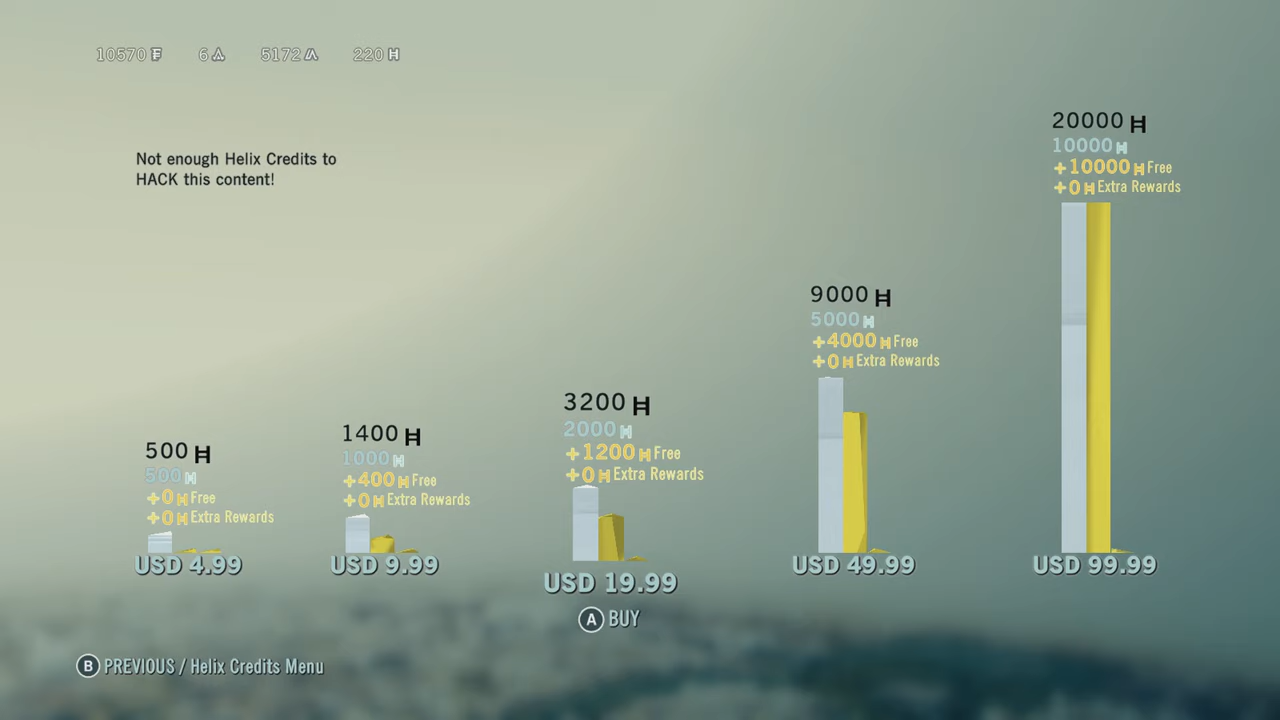 10570 6 5172 220 H
Not enough Helix Credits to
HACK this content!
500 H
500 H
+0 H Free
+0 H Extra Rewards
USD 4.99
1400 H
1000 H
+400 H Free
+0 H Extra Rewards
USD 9.99
3200 H
2000 H
+1200 H Free
+0 H Extra Rewards
USD 19.99
A BUY
9000 H
5000 H
+4000 H Free
+0 H Extra Rewards
USD 49.99
20000 H
10000 H
+10000 H Free
+0 H Extra Rewards
USD 99.99
B PREVIOUS / Helix Credits Menu